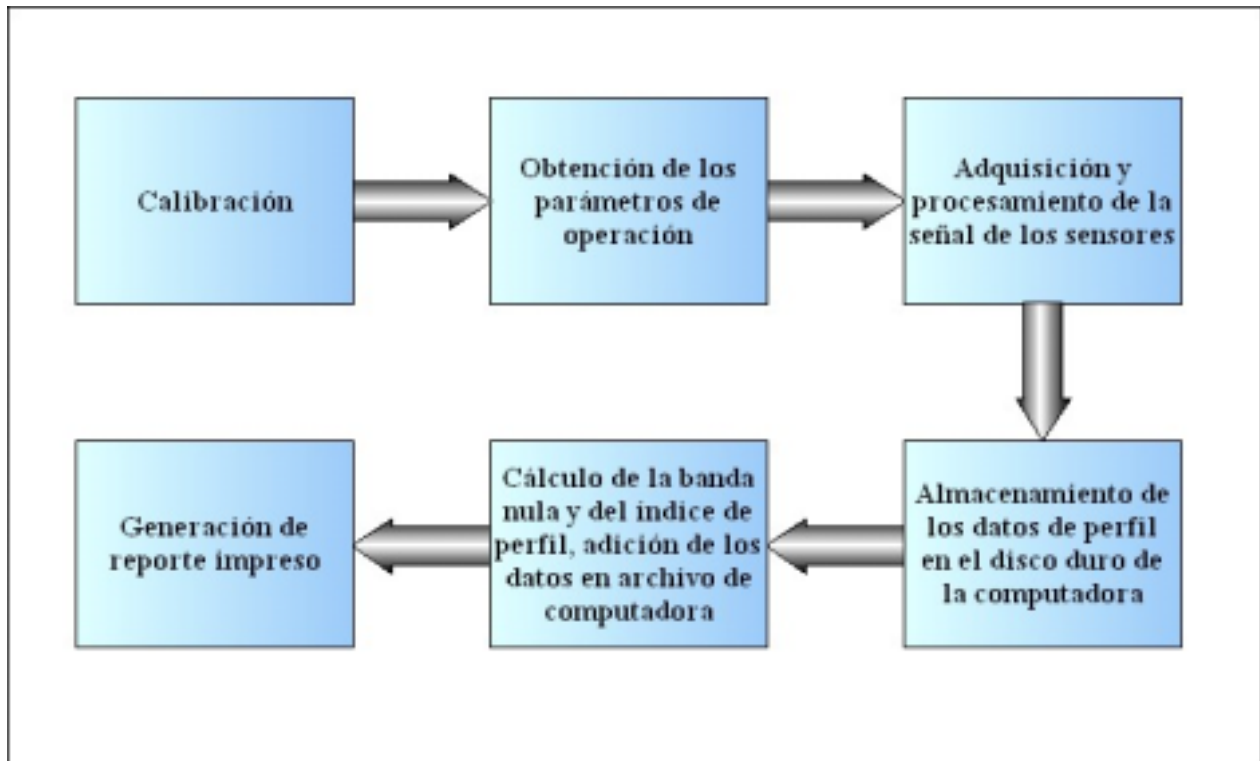 Calibración
Obtención de los
parámetros de
operación
Adquisición y
procesamiento de la
señal de los sensores
Almacenamiento de
los datos de perfil
en el disco duro de
la computadora
Cálculo de la banda
nula y del índice de
perfil, adición de los
datos en archivo de
computadora
Generación de
reporte impreso